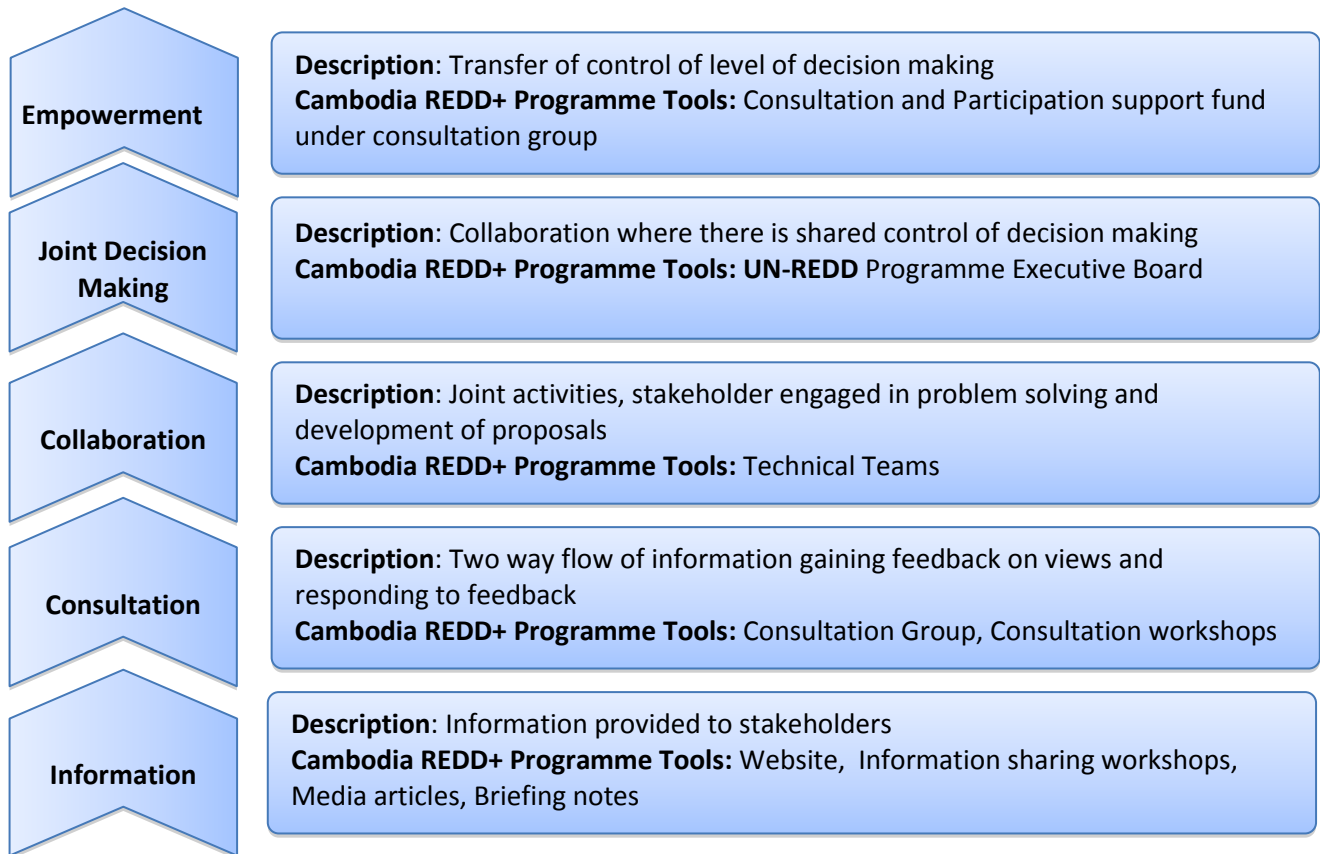 Empowerment
Description: Transfer of control of level of decision making
Cambodia REDD+ Programme Tools: Consultation and Participation support fund
under consultation group
Joint Decision
Making
Description: Collaboration where there is shared control of decision making
Cambodia REDD+ Programme Tools: UN-REDD Programme Executive Board
Collaboration
Description: Joint activities, stakeholder engaged in problem solving and
development of proposals
Cambodia REDD+ Programme Tools: Technical Teams
Consultation
Description: Two way flow of information gaining feedback on views and
responding to feedback
Cambodia REDD+ Programme Tools: Consultation Group, Consultation workshops
Information
Description: Information provided to stakeholders
Cambodia REDD+ Programme Tools: Website,  Information sharing workshops,
Media articles, Briefing notes